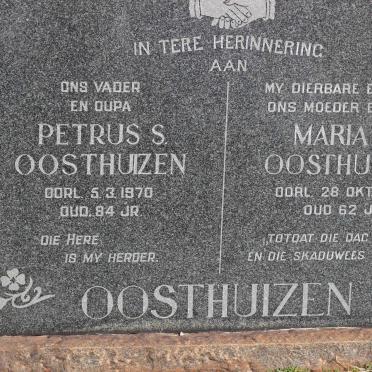 IN TERE HERINNERING
AAN
ONS VADER
EN OUPA
PETRUS S.
OOSTHUIZEN
OORL. 5.3.1970
OUD. 84 JR.
DIE HERE
IS MY HERDER.
MY DIERBARE
ONS MOEDER
MARIA
OOSTHU
OORL. 28 OKT
OUD 62 J
"TOTDAT DIE DAG
EN DIE SKADUWEES
OOSTHUIZEN